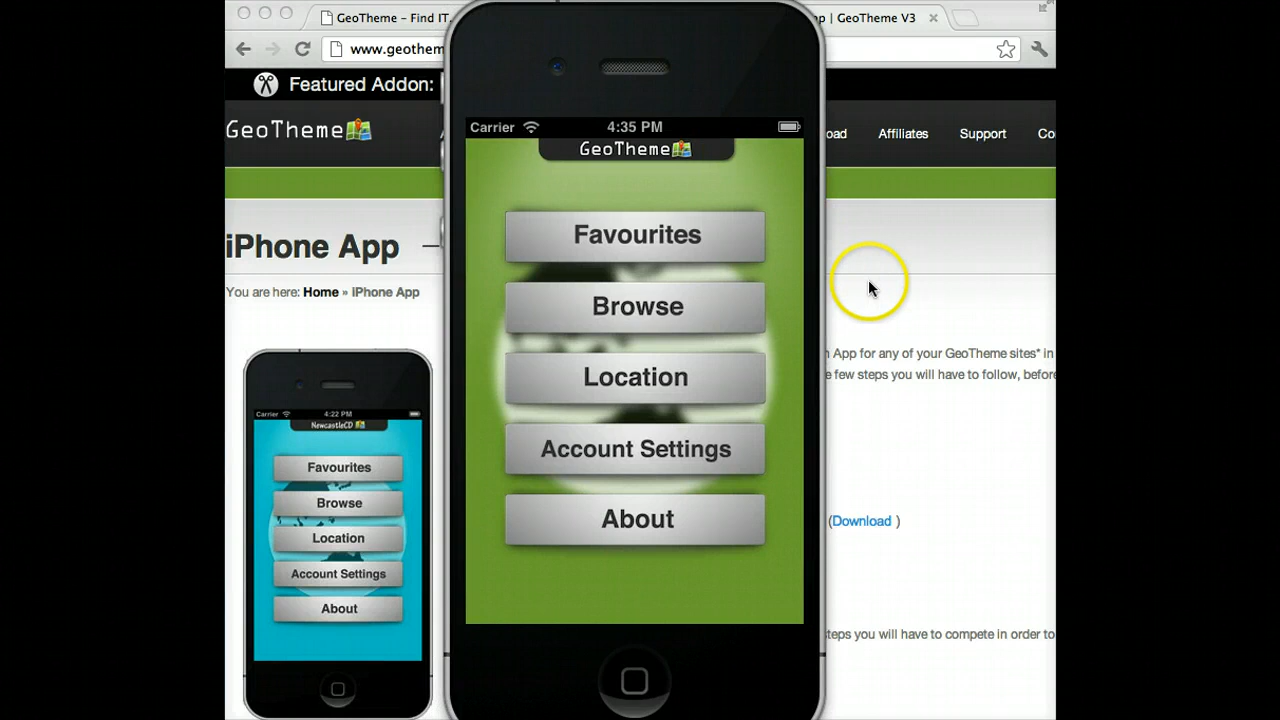 GeoTheme – Find IT.
p | GeoTheme V3
www.geothem
Featured Addon:
GeoTheme
oad Affiliates Support Co
iPhone App —
You are here: Home » iPhone App
Carrier 4:35 PM
GeoTheme
Favourites
Browse
Location
Account Settings
About
Carrier 4:22 PM
NewcastleCD
Favourites
Browse
Location
Account Settings
About
App for any of your GeoTheme sites* in
e few steps you will have to follow, before
(Download )
steps you will have to compete in order to